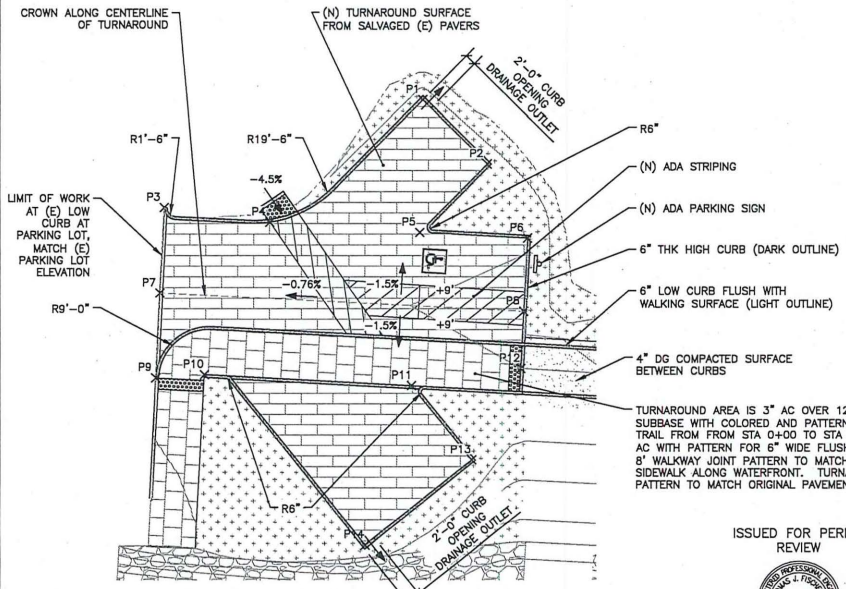 CROWN ALONG CENTERLINE
OF TURNAROUND
(N) TURNAROUND SURFACE
FROM SALVAGED (E) PAVERS
2'-0" CURB
OPENING
DRAINAGE OUTLET
P1
R1'-6"
R19'-6"
R6"
P2
-4.5%
(N) ADA STRIPING
LIMIT OF WORK
AT (E) LOW
CURB AT
PARKING LOT,
MATCH (E)
PARKING LOT
ELEVATION
P3
P4
P5
P6
(N) ADA PARKING SIGN
6" THK HIGH CURB (DARK OUTLINE)
P7
-0.76%
-1.5%
+9'
6" LOW CURB FLUSH WITH
WALKING SURFACE (LIGHT OUTLINE)
R9'-0"
-1.5%
+9'
P8
P9
P10
P11
P12
4" DG COMPACTED SURFACE
BETWEEN CURBS
TURNAROUND AREA IS 3" AC OVER 12
SUBBASE WITH COLORED AND PATTERN
TRAIL FROM FROM STA 0+00 TO STA
AC WITH PATTERN FOR 6" WIDE FLUSH
8' WALKWAY JOINT PATTERN TO MATCH
SIDEWALK ALONG WATERFRONT. TURN
PATTERN TO MATCH ORIGINAL PAVEMEN
P13
R6"
2'-0" CURB
OPENING
DRAINAGE OUTLET
P14
ISSUED FOR PER
REVIEW